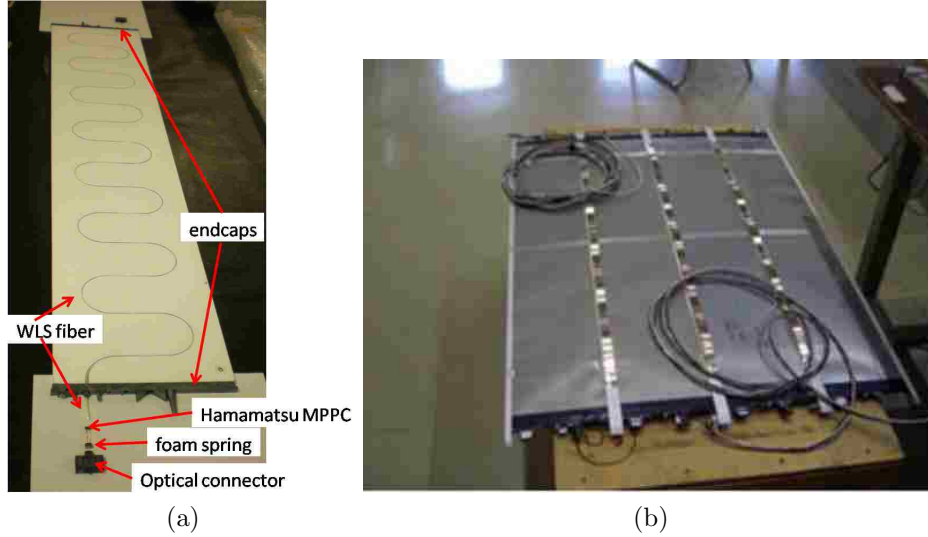 endcaps
WLS fiber
Hamamatsu MPPC
foam spring
Optical connector
(a)
(b)